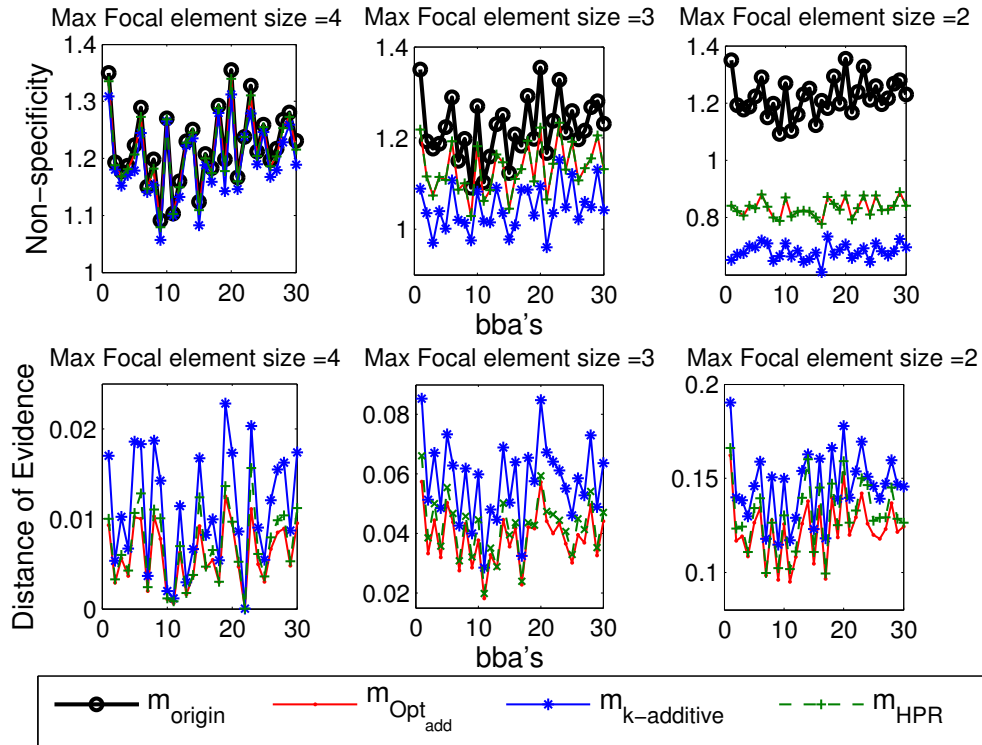 Max Focal element size =4
Max Focal element size =3
Max Focal element size =2
Non−specificity
1.4
1.3
1.2
1.1
1
0 10 20 30
1.4
1.2
1
0 10 20 30
bba's
1.4
1.2
1
0.8
0 10 20 30
Max Focal element size =4
Max Focal element size =3
Max Focal element size =2
Distance of Evidence
0.02
0.01
0
0 10 20 30
0.08
0.06
0.04
0.02
0 10 20 30
bba's
0.2
0.15
0.1
0 10 20 30
m origin
m Opt add
m k−additive
m HPR